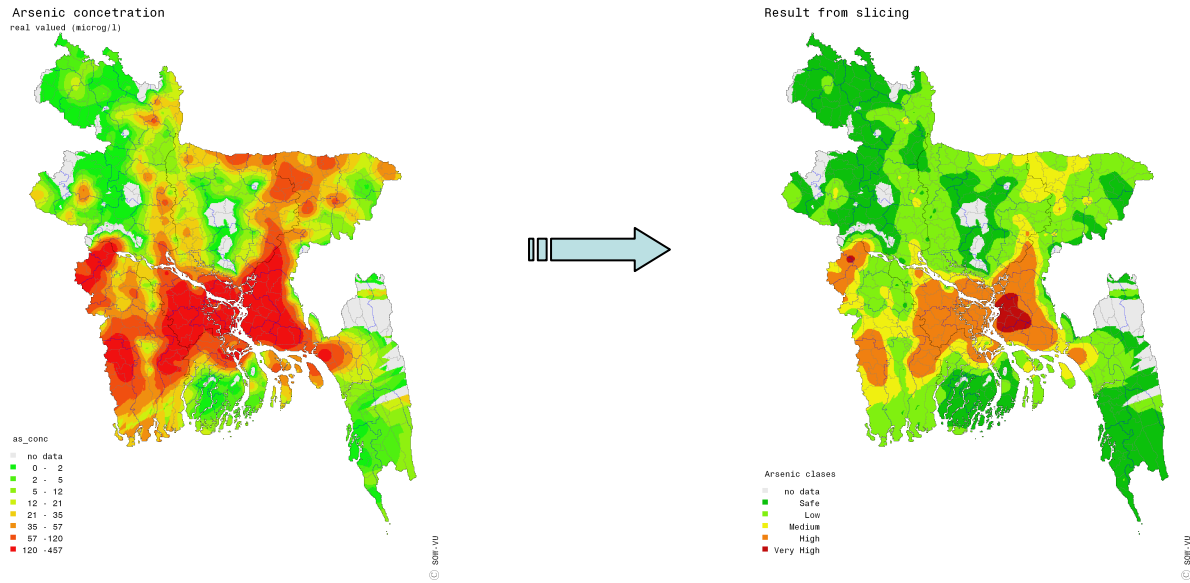 Arsenic concetration
real valued (microg/l)
as_conc
no data
0 - 2
2 - 5
5 - 12
12 - 21
21 - 35
35 - 57
57 -120
120 -457
© SOW-VU
Result from slicing
Arsenic clases
no data
Safe
Low
Medium
High
Very High
© SOW-VU